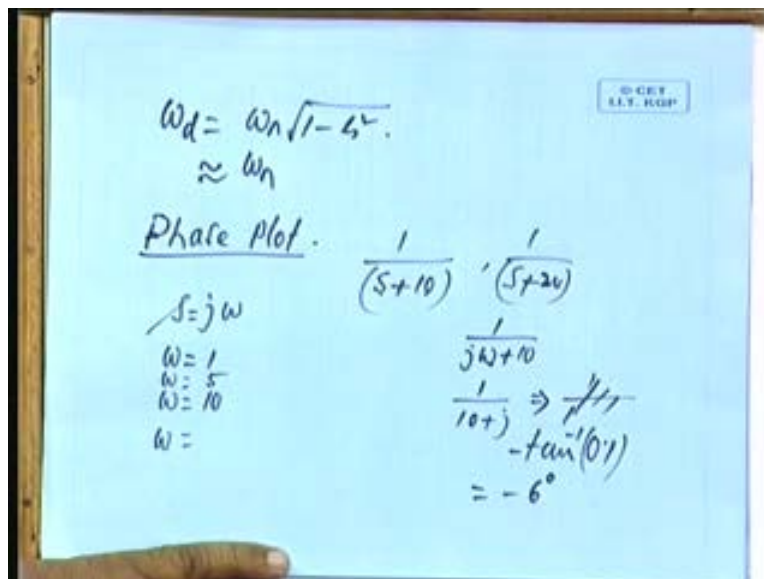 © CET
I.I.T. KGP
ωd = ωn √1 - ζ².
≈ ωn
Phase Plot.
1/(S+10) , 1/(S+20)
S = jω
1/(jω+10)
ω = 1
ω = 5
ω = 10
1/(10+j) ⇒
-tan⁻¹(0.1)
ω =
= -6°